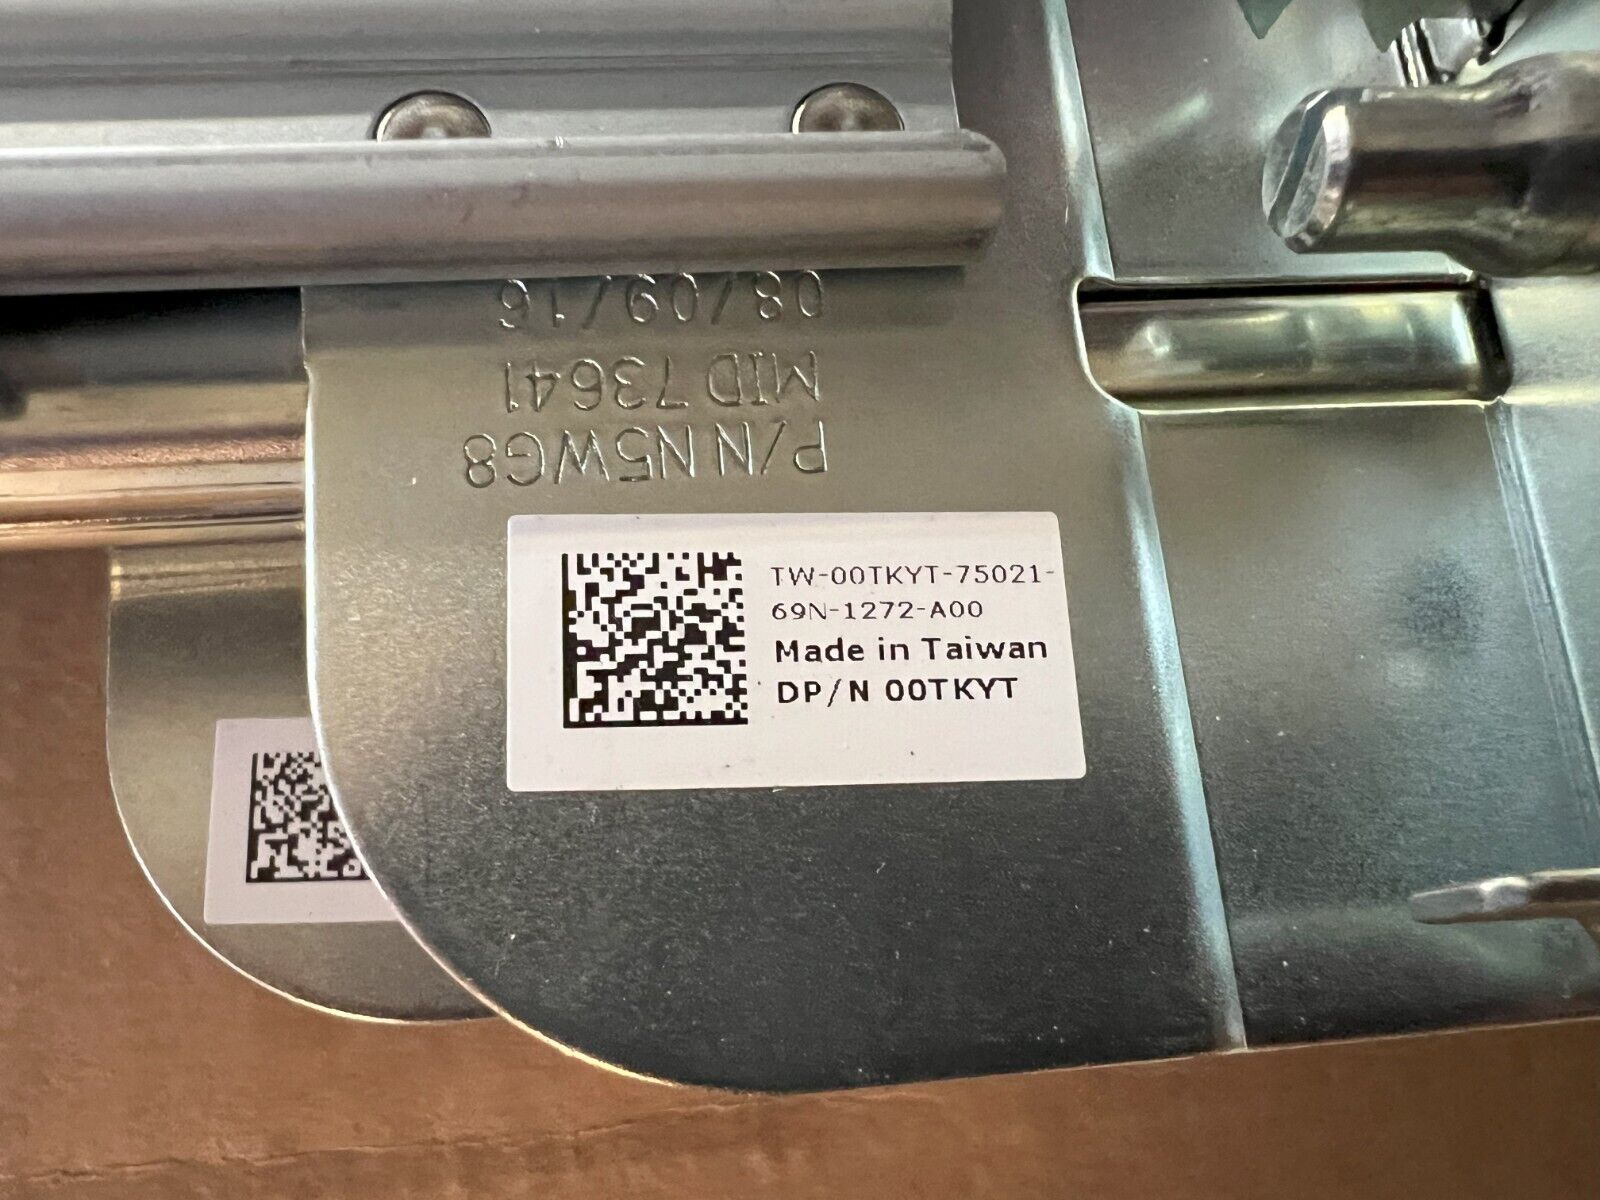 P/N N5WG8
MID 73641
08/09/16
TW-00TKYT-75021-
69N-1272-A00
Made in Taiwan
DP/N 00TKYT